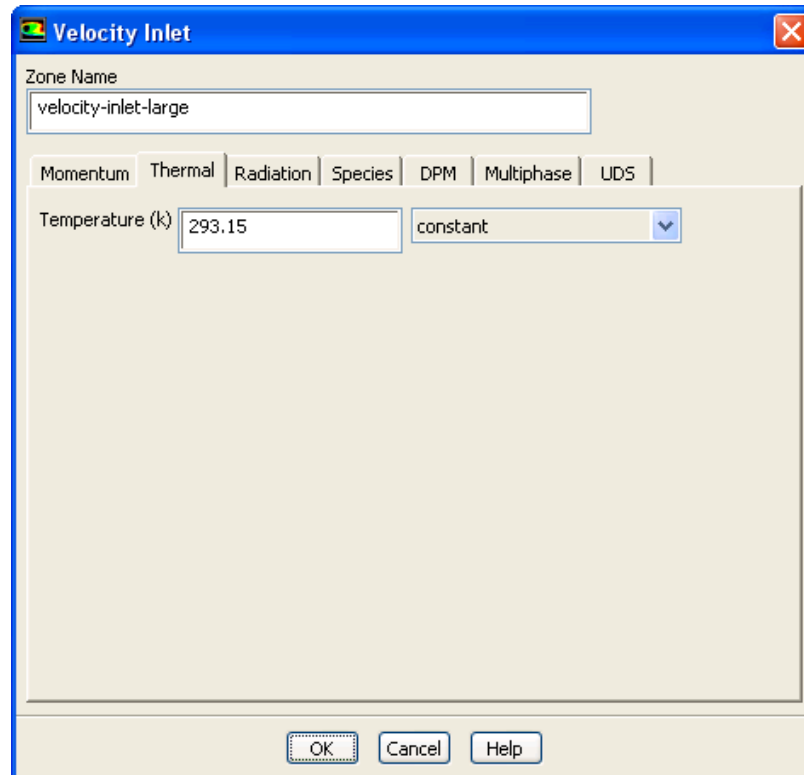 Velocity Inlet
Zone Name
velocity-inlet-large
Momentum Thermal Radiation Species DPM Multiphase UDS
Temperature (k) 293.15 constant
OK Cancel Help